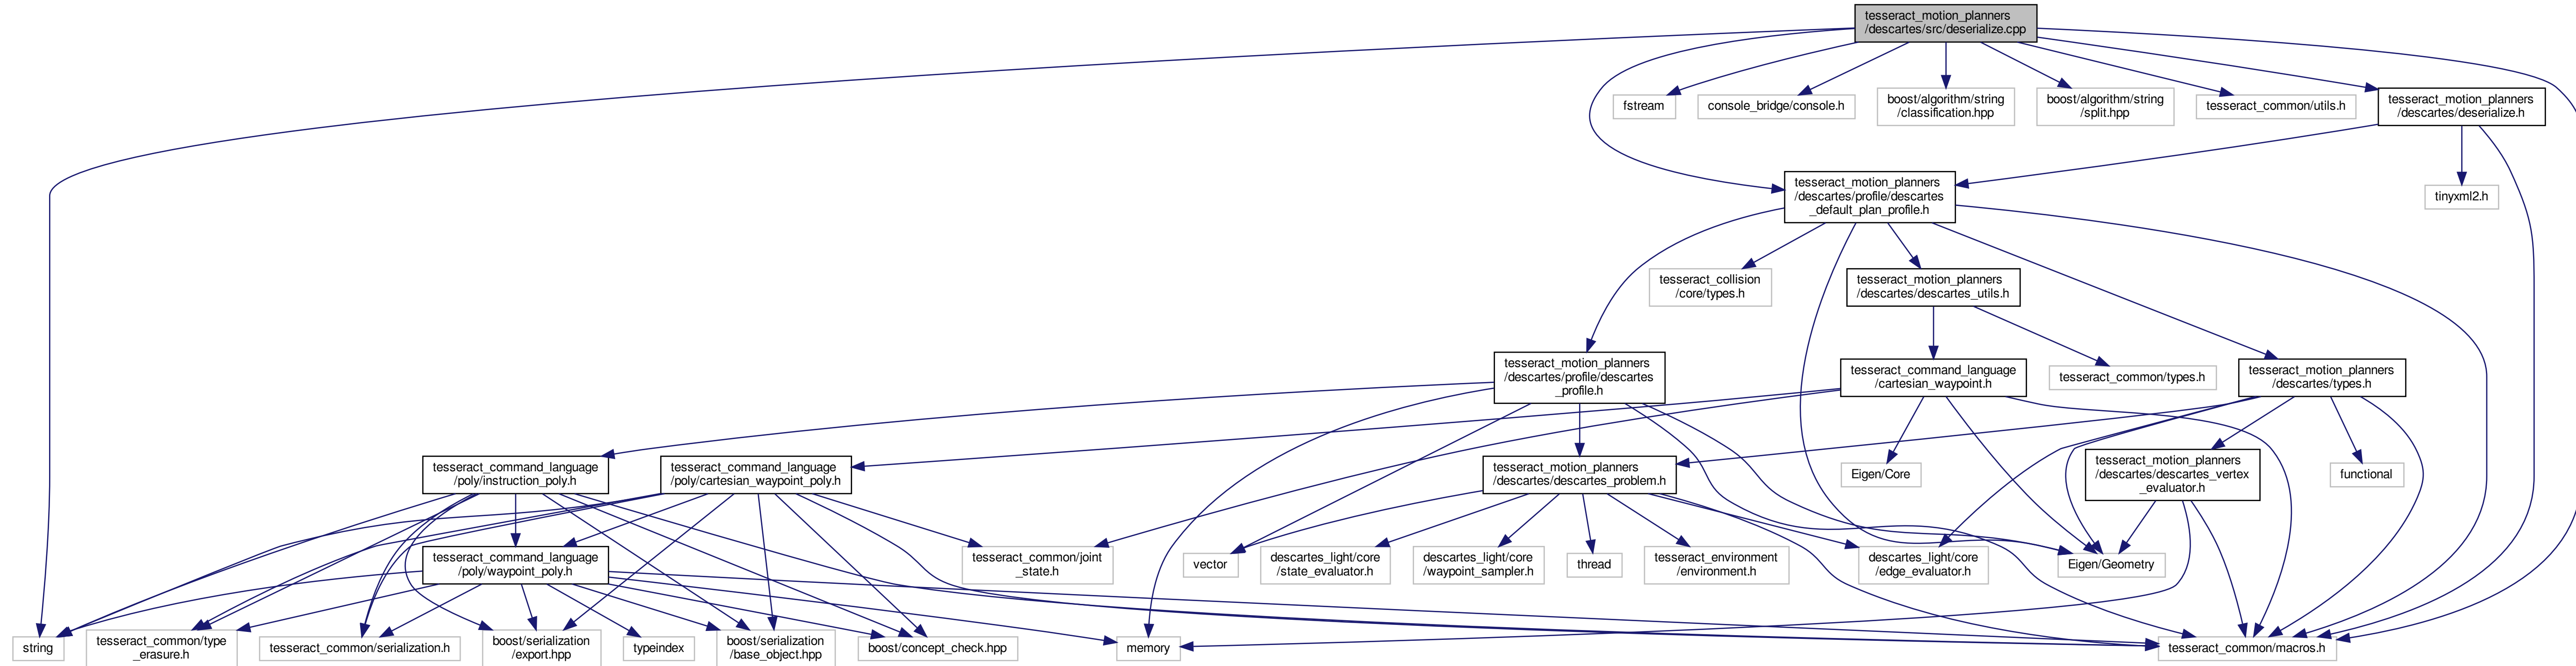 tesseract_motion_planners
/descartes/src/deserialize.cpp
fstream
console_bridge/console.h
boost/algorithm/string
/classification.hpp
boost/algorithm/string
/split.hpp
tesseract_common/utils.h
tesseract_motion_planners
/descartes/deserialize.h
tesseract_motion_planners
/descartes/profile/descartes
_default_plan_profile.h
tinyxml2.h
tesseract_collision
/core/types.h
tesseract_motion_planners
/descartes/descartes_utils.h
tesseract_motion_planners
/descartes/profile/descartes
_profile.h
tesseract_command_language
/cartesian_waypoint.h
tesseract_common/types.h
tesseract_motion_planners
/descartes/types.h
tesseract_command_language
/poly/instruction_poly.h
tesseract_command_language
/poly/cartesian_waypoint_poly.h
tesseract_motion_planners
/descartes/descartes_problem.h
Eigen/Core
tesseract_motion_planners
/descartes/descartes_vertex
_evaluator.h
functional
tesseract_command_language
/poly/waypoint_poly.h
tesseract_common/joint
_state.h
vector
descartes_light/core
/state_evaluator.h
descartes_light/core
/waypoint_sampler.h
thread
tesseract_environment
/environment.h
descartes_light/core
/edge_evaluator.h
Eigen/Geometry
string
tesseract_common/type
_erasure.h
tesseract_common/serialization.h
boost/serialization
/export.hpp
typeindex
boost/serialization
/base_object.hpp
boost/concept_check.hpp
memory
tesseract_common/macros.h